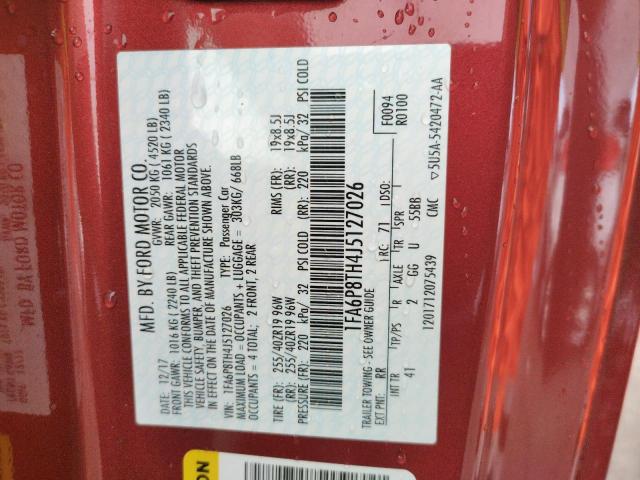 MFD. BY FORD MOTOR CO.
DATE: 12/17 GVWR: 2050 KG ( 4520 LB)
FRONT GAWR: 1016 KG ( 2240 LB) REAR GAWR: 1061 KG ( 2340 LB)
THIS VEHICLE CONFORMS TO ALL APPLICABLE FEDERAL MOTOR
VEHICLE SAFETY, BUMPER AND THEFT PREVENTION STANDARDS
IN EFFECT ON THE DATE OF MANUFACTURE SHOWN ABOVE.
VIN: 1FA6P8TH4J5127026 TYPE: Passenger Car
MAXIMUM LOAD = OCCUPANTS + LUGGAGE = 303KG/ 668LB
OCCUPANTS = 4 TOTAL; 2 FRONT, 2 REAR
TIRE (FR): 255/40ZR19 96W RIMS (FR): 19x8.5J
(RR): 255/40ZR19 96W (RR): 19x8.5J
PRESSURE (FR): 220 kPa/ 32 PSI COLD (RR): 220 kPa/ 32 PSI COLD
1FA6P8TH4J5127026
TRAILER TOWING - SEE OWNER GUIDE
F0094
R0100
EXT PNT: RR RC: 71 DSO:
INT TR TP/PS R AXLE TR SPR
41 2 GG U 55BB
1201712075439 CMC 5U5A-5420472-AA
ON